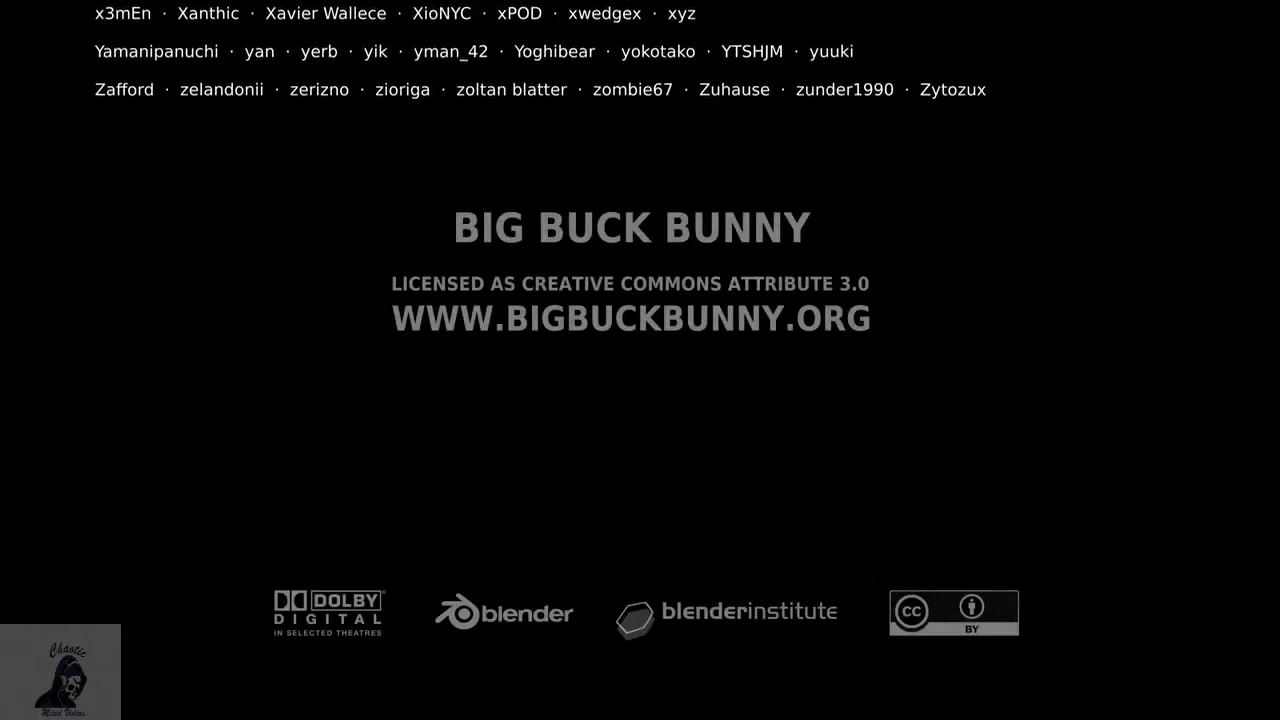 x3mEn · Xanthic · Xavier Wallece · XioNYC · xPOD · xwedgex · xyz
Yamanipanuchi · yan · yerb · yik · yman_42 · Yoghibear · yokotako · YTSHJM · yuuki
Zafford · zelandonii · zerizno · zioriga · zoltan blatter · zombie67 · Zuhause · zunder1990 · Zytozux
BIG BUCK BUNNY
LICENSED AS CREATIVE COMMONS ATTRIBUTE 3.0
WWW.BIGBUCKBUNNY.ORG
DOLBY
DIGITAL
IN SELECTED THEATRES
blender
blenderinstitute
cc
BY
Chaotic